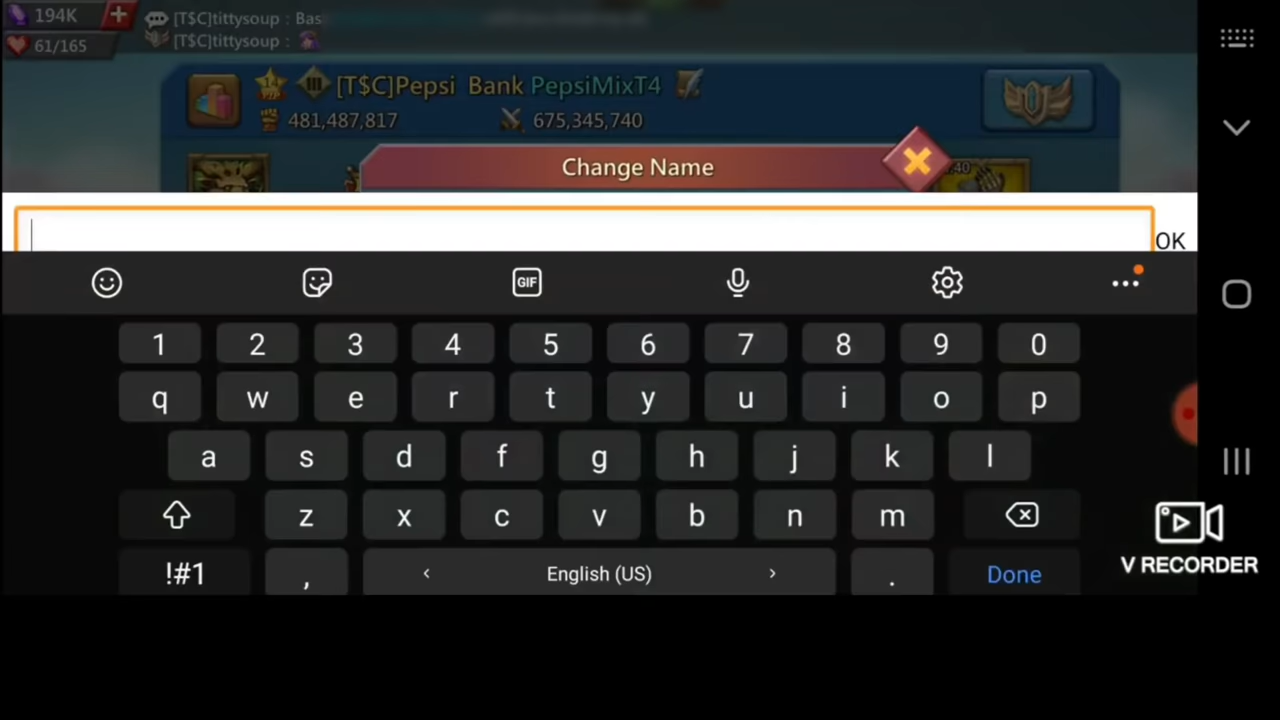 194K
[T$C]tittysoup : Bas
61/165
[T$C]tittysoup :
[T$C]Pepsi Bank PepsiMixT4
481,487,817 675,345,740
Change Name
OK
GIF
1 2 3 4 5 6 7 8 9 0
q w e r t y u i o p
a s d f g h j k l
z x c v b n m
V RECORDER
!#1 , < English (US) > . Done